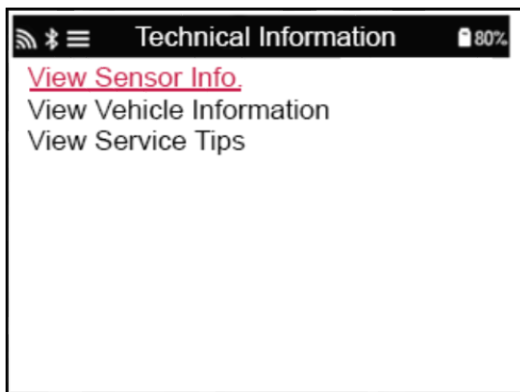 Technical Information 80%
View Sensor Info.
View Vehicle Information
View Service Tips